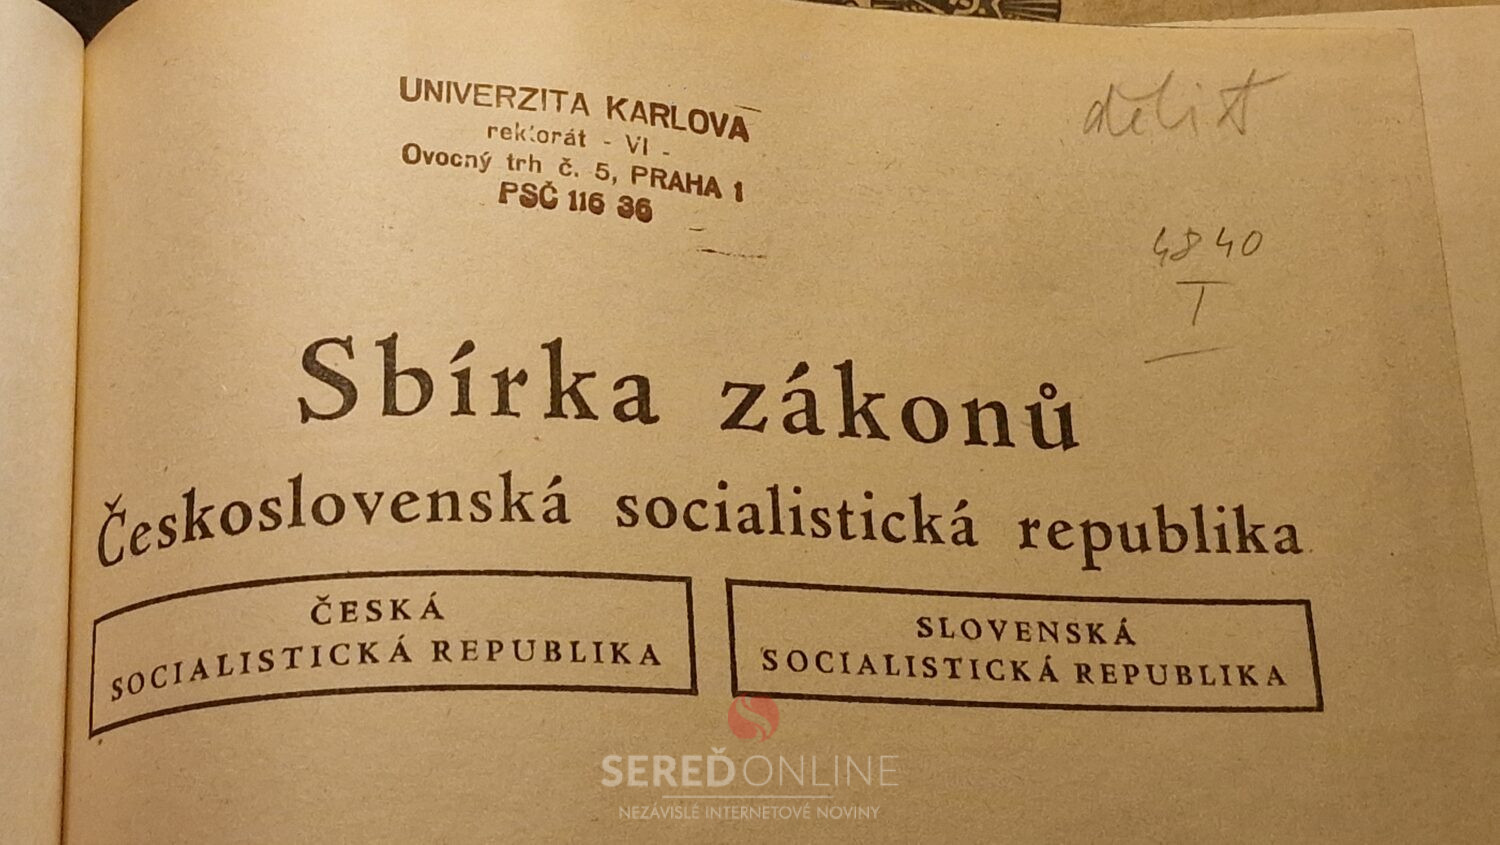 UNIVERZITA KARLOVA
rektorát - VI -
Ovocný trh č. 5, PRAHA 1
PSČ 116 36
4840
I
Sbírka zákonů
Československá socialistická republika
ČESKÁ
SOCIALISTICKÁ REPUBLIKA
SLOVENSKÁ
SOCIALISTICKÁ REPUBLIKA
SEREĎONLINE
NEZÁVISLÉ INTERNETOVÉ NOVINY